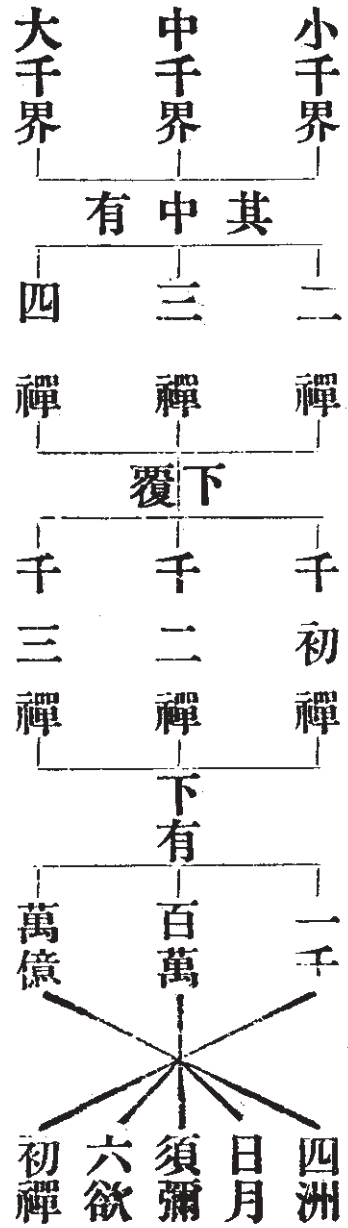 小千界
中千界
大千界
其中有
二禪
三禪
四禪
下覆
千初禪
千二禪
千三禪
下有
一千
百萬
萬億
四洲
日月
須彌
六欲
初禪